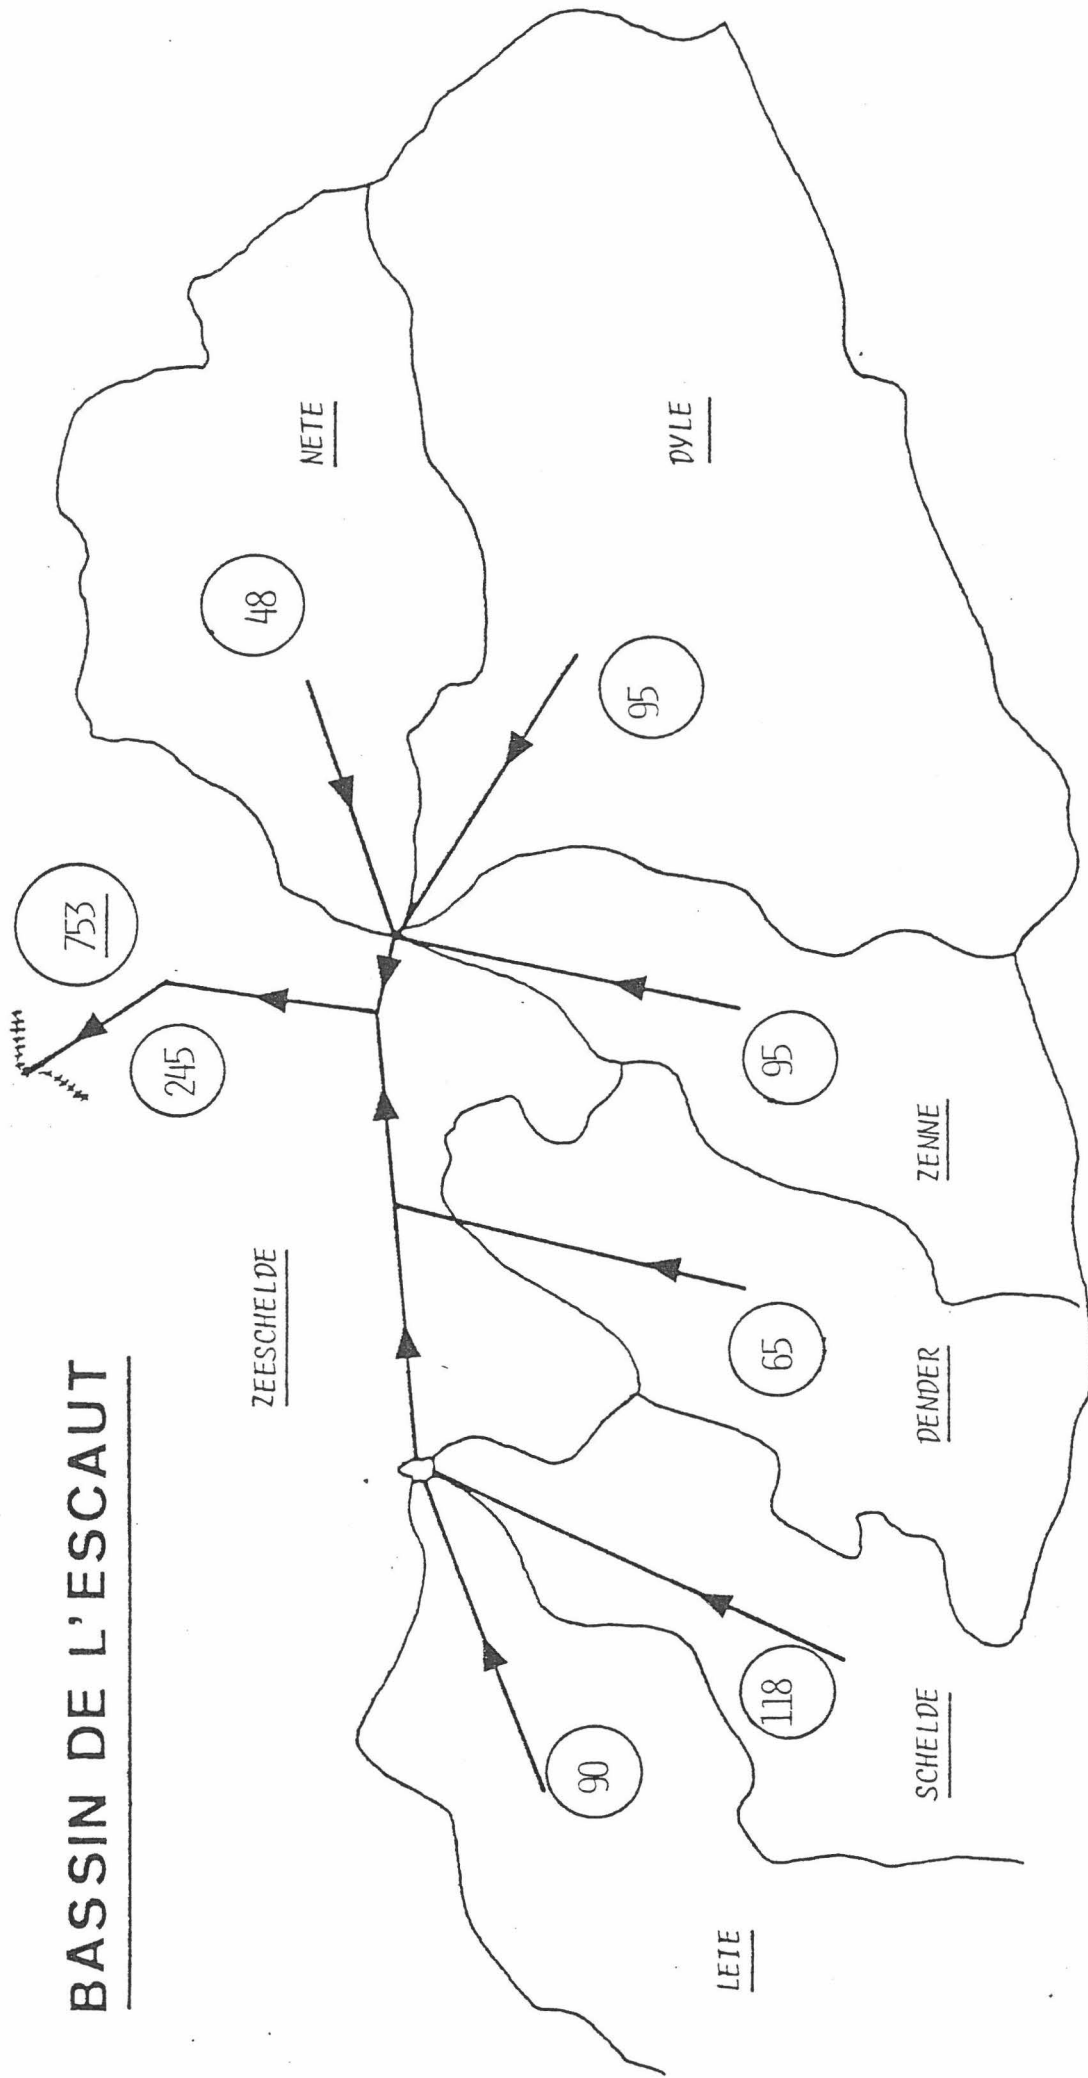 BASSIN DE L'ESCAUT
753
245
48
NETE
ZEESCHELDE
95
DYLE
90
118
65
95
LEIE
SCHELDE
DENDER
ZENNE